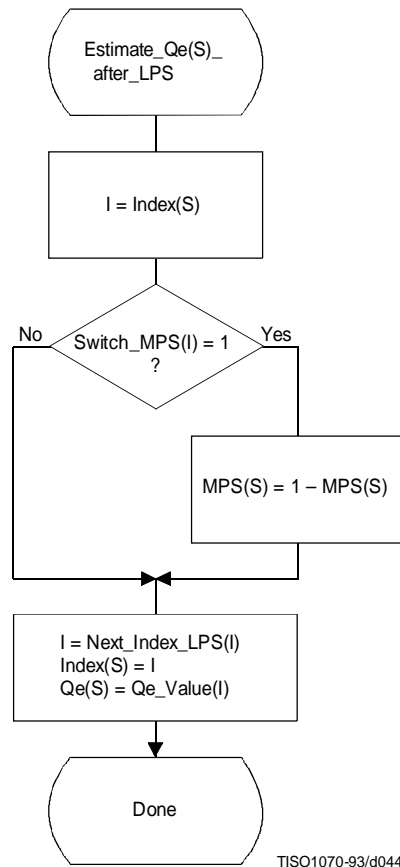 Estimate_Qe(S)_
after_LPS
I = Index(S)
No
Switch_MPS(I) = 1
?
Yes
MPS(S) = 1 – MPS(S)
I = Next_Index_LPS(I)
Index(S) = I
Qe(S) = Qe_Value(I)
Done
TISO1070-93/d044